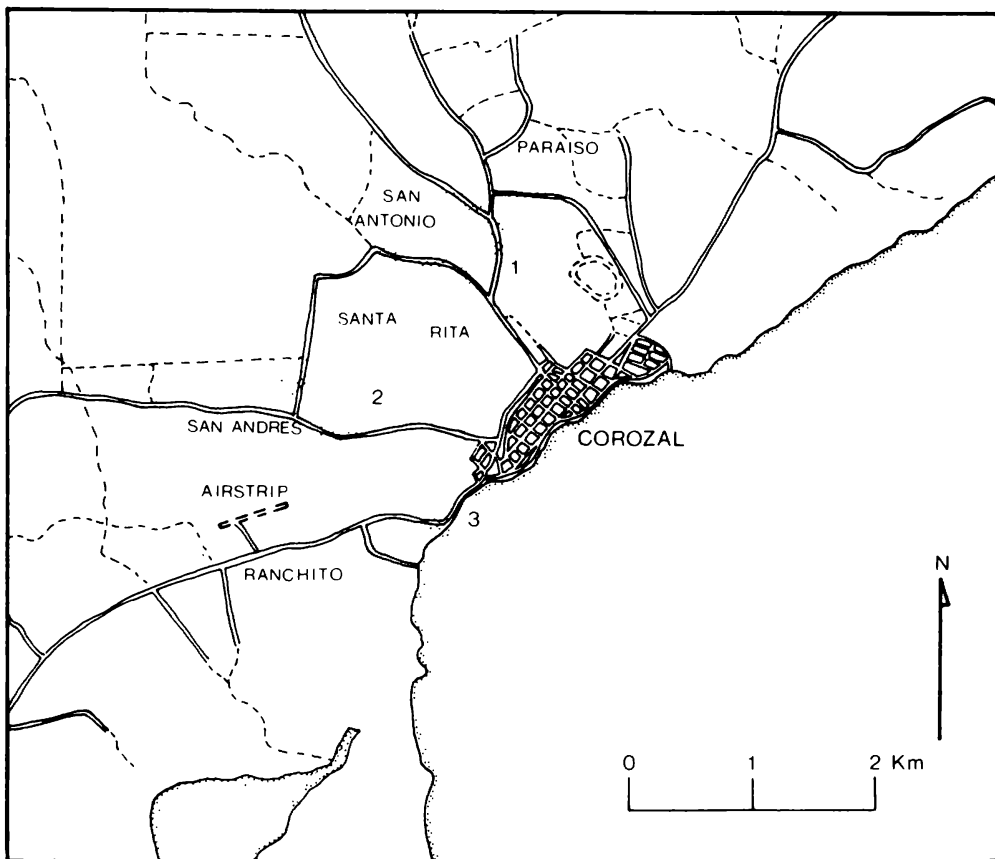 PARAISO
SAN
ANTONIO
1
SANTA RITA
2
SAN ANDRES
COROZAL
AIRSTRIP
3
RANCHITO
N
0 1 2 Km